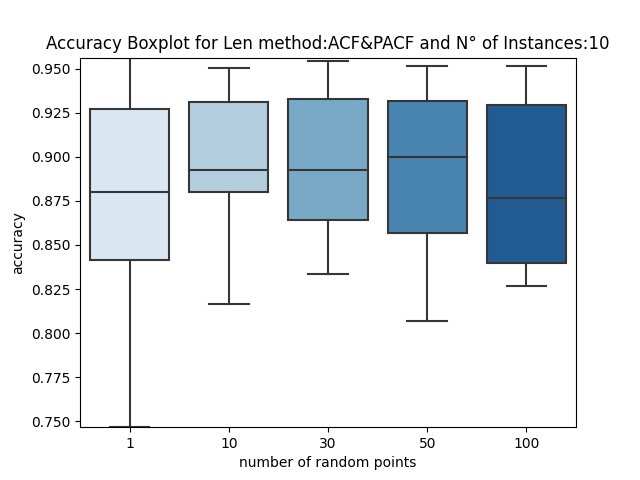 Accuracy Boxplot for Len method:ACF&PACF and N° of Instances:10
0.950
0.925
0.900
0.875
0.850
0.825
0.800
0.775
0.750
accuracy
1 10 30 50 100
number of random points